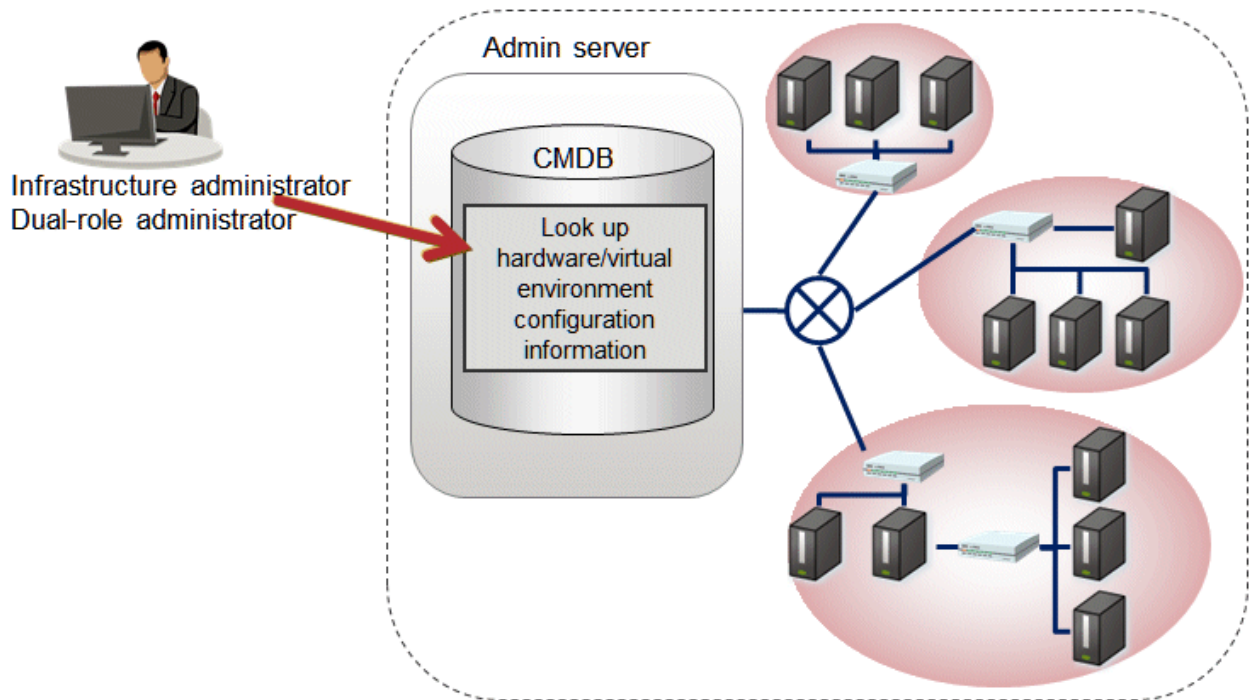 Admin server
Infrastructure administrator
Dual-role administrator
CMDB
Look up
hardware/virtual
environment
configuration
information